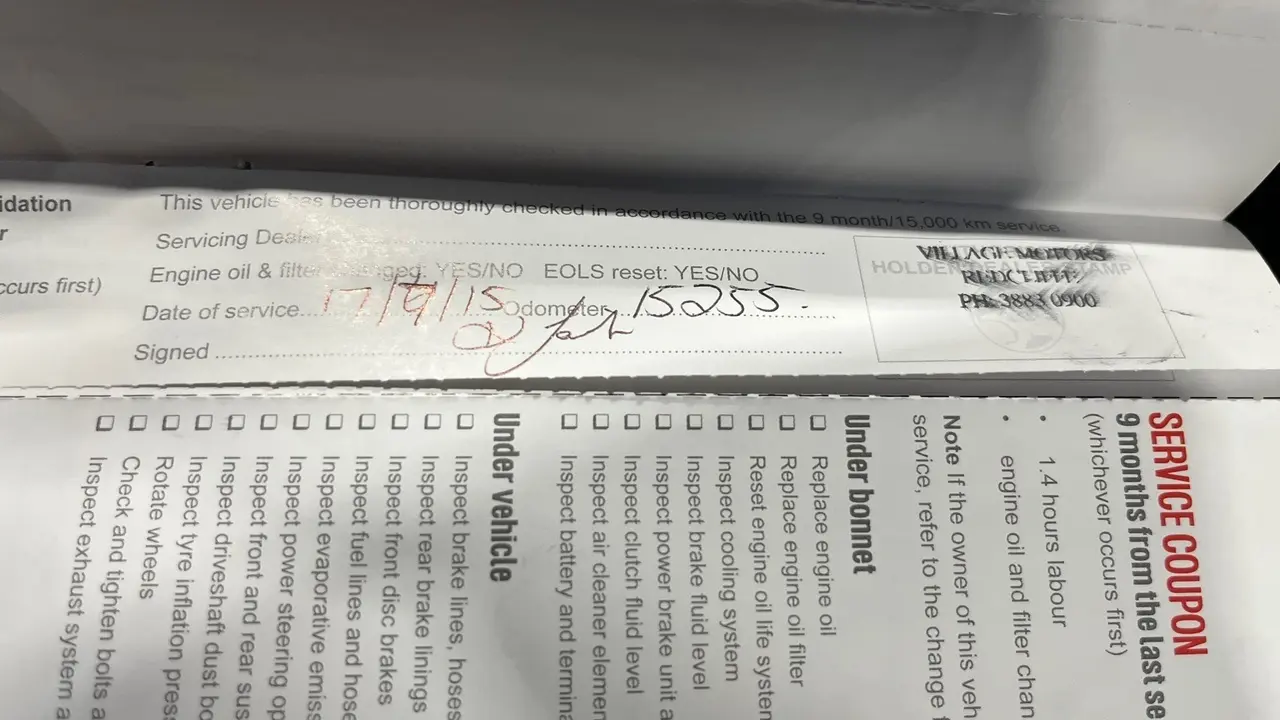 idation
r
ccurs first)
This vehicle has been thoroughly checked in accordance with the 9 month/15,000 km service.
Servicing Deal
Engine oil & filter changed: YES/NO EOLS reset: YES/NO
Date of service 17/9/15 Odometer 15255.
Signed
HOLDEN DEALER STAMP
VILLAGE MOTORS
REDCLIFFE
PH: 3883 0900
SERVICE COUPON
9 months from the last se
(whichever occurs first)
• 1.4 hours labour
• engine oil and filter chan
Note If the owner of this veh
service, refer to the change
Under bonnet
☐ Replace engine oil
☐ Replace engine oil filter
☐ Reset engine oil life system
☐ Inspect cooling system
☐ Inspect brake fluid level
☐ Inspect power brake unit a
☐ Inspect clutch fluid level
☐ Inspect air cleaner elemen
☐ Inspect battery and termina
Under vehicle
☐ Inspect brake lines, hoses
☐ Inspect rear brake linings
☐ Inspect front disc brakes
☐ Inspect fuel lines and hose
☐ Inspect evaporative emiss
☐ Inspect power steering op
☐ Inspect front and rear sus
☐ Inspect driveshaft dust bo
☐ Inspect tyre inflation press
☐ Rotate wheels
☐ Check and tighten bolts a
☐ Inspect exhaust system a